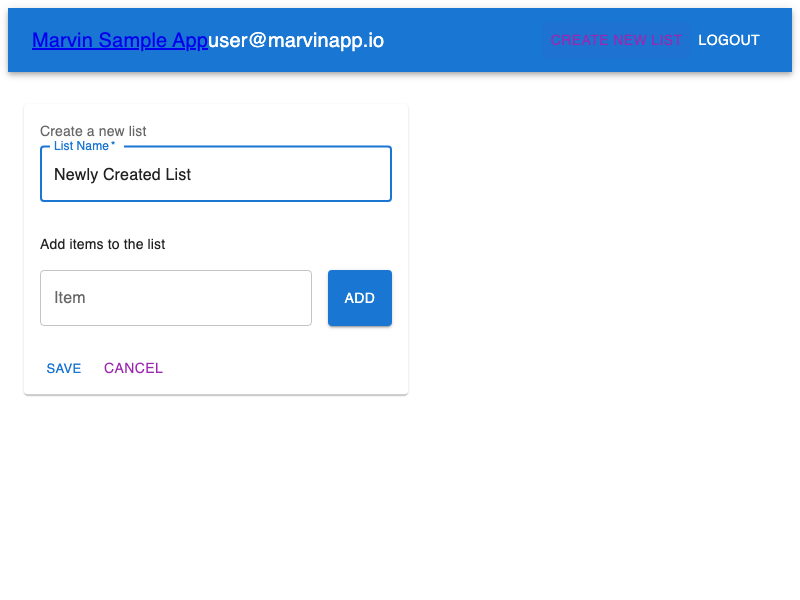 Marvin Sample Appuser@marvinapp.io CREATE NEW LIST LOGOUT
Create a new list
List Name *
Newly Created List
Add items to the list
Item ADD
SAVE CANCEL